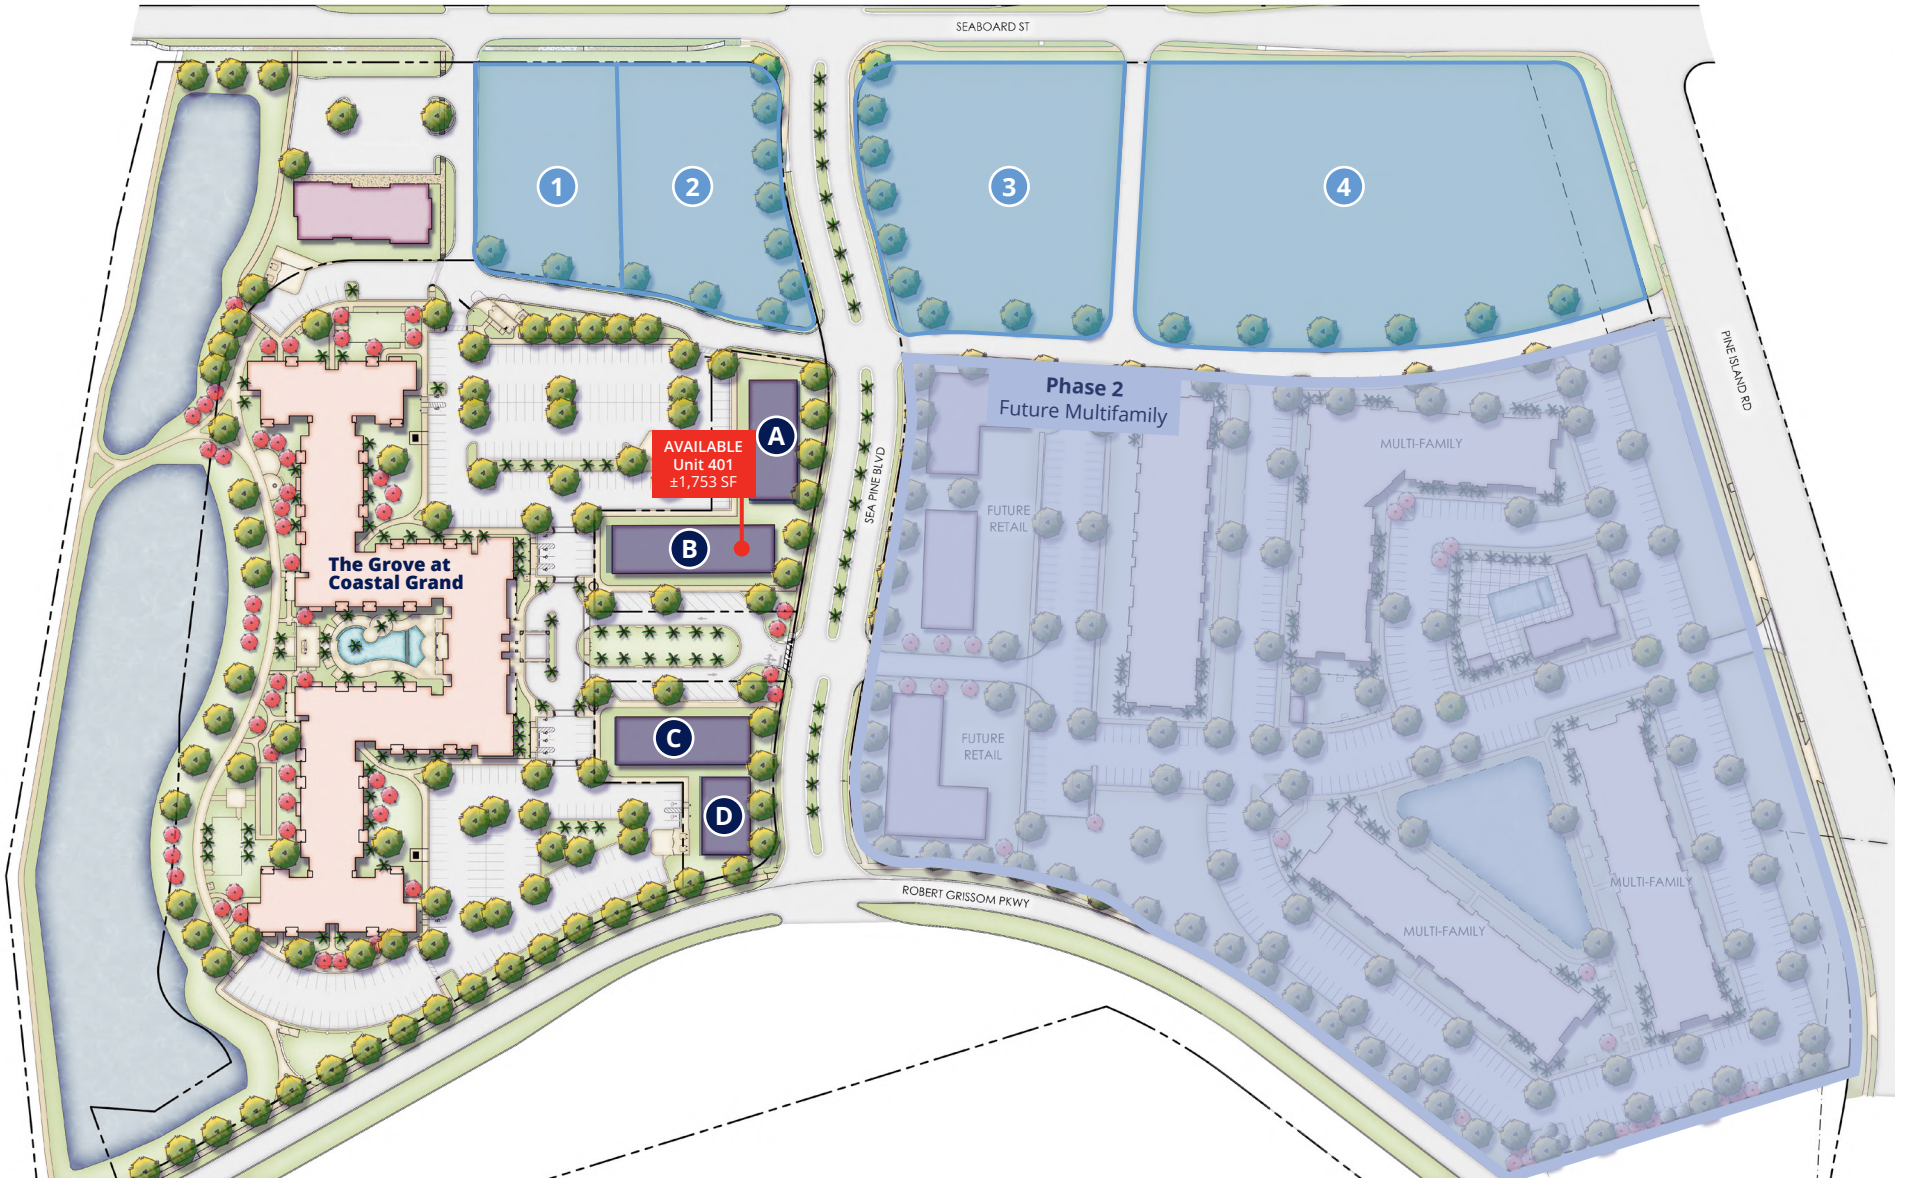 SEABOARD ST
1
2
3
4
PINE ISLAND RD
Phase 2
Future Multifamily
MULTI-FAMILY
A
AVAILABLE
Unit 401
±1,753 SF
SEA PINE BLVD
FUTURE
RETAIL
B
The Grove at
Coastal Grand
C
FUTURE
RETAIL
D
MULTI-FAMILY
ROBERT GRISSOM PKWY
MULTI-FAMILY